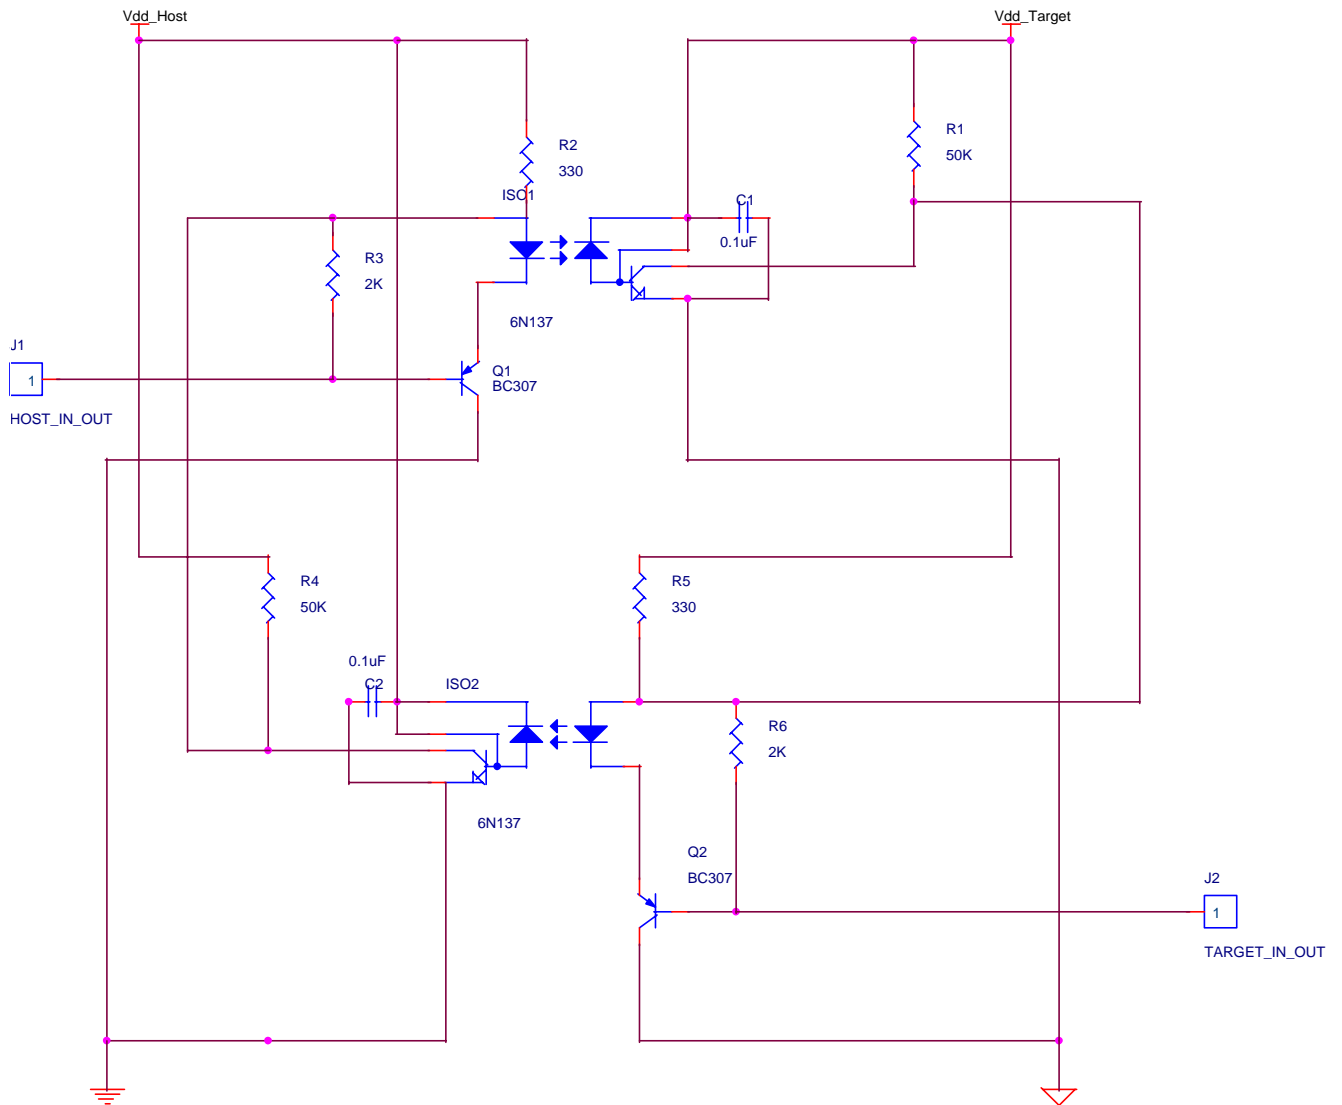 Vdd_Host
Vdd_Target
R2
330
R1
50K
ISO1
C1
0.1uF
R3
2K
6N137
J1
1
HOST_IN_OUT
Q1
BC307
R4
50K
R5
330
0.1uF
C2
ISO2
R6
2K
6N137
Q2
BC307
J2
1
TARGET_IN_OUT